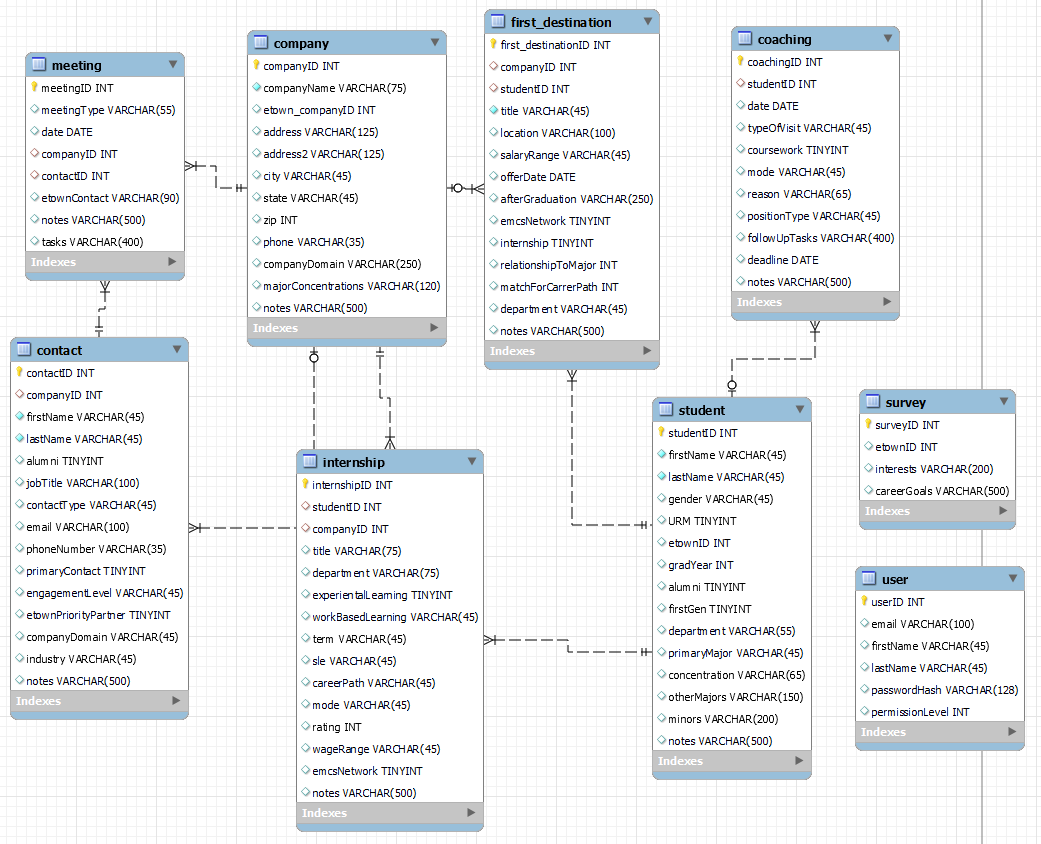 meeting
meetingID INT
meetingType VARCHAR(55)
date DATE
companyID INT
contactID INT
etownContact VARCHAR(90)
notes VARCHAR(500)
tasks VARCHAR(400)
Indexes
company
companyID INT
companyName VARCHAR(75)
etown_companyID INT
address VARCHAR(125)
address2 VARCHAR(125)
city VARCHAR(45)
state VARCHAR(45)
zip INT
phone VARCHAR(35)
companyDomain VARCHAR(250)
majorConcentrations VARCHAR(120)
notes VARCHAR(500)
Indexes
first_destination
first_destinationID INT
companyID INT
studentID INT
title VARCHAR(45)
location VARCHAR(100)
salaryRange VARCHAR(45)
offerDate DATE
afterGraduation VARCHAR(250)
emcsNetwork TINYINT
internship TINYINT
relationshipToMajor INT
matchForCarrerPath INT
department VARCHAR(45)
notes VARCHAR(500)
Indexes
coaching
coachingID INT
studentID INT
date DATE
typeOfVisit VARCHAR(45)
coursework TINYINT
mode VARCHAR(45)
reason VARCHAR(65)
positionType VARCHAR(45)
followUpTasks VARCHAR(400)
deadline DATE
notes VARCHAR(500)
Indexes
contact
contactID INT
companyID INT
firstName VARCHAR(45)
lastName VARCHAR(45)
alumni TINYINT
jobTitle VARCHAR(100)
contactType VARCHAR(45)
email VARCHAR(100)
phoneNumber VARCHAR(35)
primaryContact TINYINT
engagementLevel VARCHAR(45)
etownPriorityPartner TINYINT
companyDomain VARCHAR(45)
industry VARCHAR(45)
notes VARCHAR(500)
Indexes
internship
internshipID INT
studentID INT
companyID INT
title VARCHAR(75)
department VARCHAR(75)
experientalLearning TINYINT
workBasedLearning VARCHAR(45)
term VARCHAR(45)
sle VARCHAR(45)
careerPath VARCHAR(45)
mode VARCHAR(45)
rating INT
wageRange VARCHAR(45)
emcsNetwork TINYINT
notes VARCHAR(500)
Indexes
student
studentID INT
firstName VARCHAR(45)
lastName VARCHAR(45)
gender VARCHAR(45)
URM TINYINT
etownID INT
gradYear INT
alumni TINYINT
firstGen TINYINT
department VARCHAR(55)
primaryMajor VARCHAR(45)
concentration VARCHAR(65)
otherMajors VARCHAR(150)
minors VARCHAR(200)
notes VARCHAR(500)
Indexes
survey
surveyID INT
etownID INT
interests VARCHAR(200)
careerGoals VARCHAR(500)
Indexes
user
userID INT
email VARCHAR(100)
firstName VARCHAR(45)
lastName VARCHAR(45)
passwordHash VARCHAR(128)
permissionLevel INT
Indexes